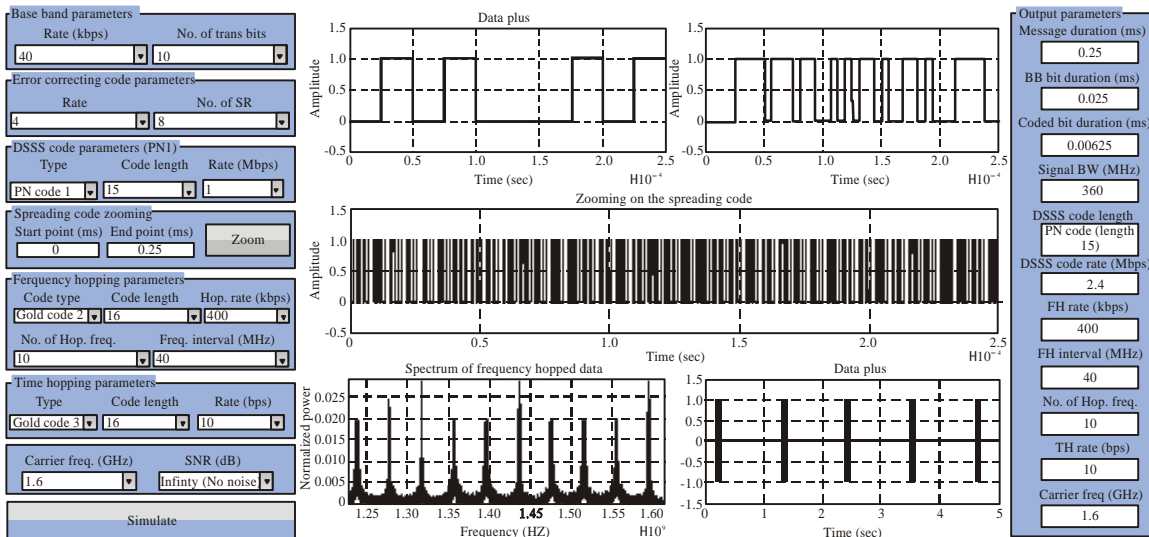 Base band parameters
Rate (kbps) No. of trans bits
40 10
Error correcting code parameters
Rate No. of SR
4 8
DSSS code parameters (PN1)
Type Code length Rate (Mbps)
PN code 1 15 1
Spreading code zooming
Start point (ms) End point (ms)
0 0.25 Zoom
Ferquency hopping parameters
Code type Code length Hop. rate (kbps)
Gold code 2 16 400
No. of Hop. freq. Freq. interval (MHz)
10 40
Time hopping parameters
Type Code length Rate (bps)
Gold code 3 16 10
Carrier freq. (GHz) SNR (dB)
1.6 Infinty (No noise
Simulate
Data plus
Amplitude
1.5
1.0
0.5
0
-0.5
0 0.5 1.0 1.5 2.0 2.5
Time (sec) H10⁻⁴
Amplitude
1.5
1.0
0.5
0
-0.5
0 0.5 1.0 1.5 2.0 2.5
Time (sec) H10⁻⁴
Zooming on the spreading code
Amplitude
1.5
1.0
0.5
0
-0.5
0 0.5 1.0 1.5 2.0 2.5
Time (sec) H10⁻⁴
Spectrum of frequency hopped data
Normalized power
0.025
0.020
0.015
0.010
0.005
0
1.25 1.30 1.35 1.40 1.45 1.50 1.55 1.60
Frequency (HZ) H10⁹
Data plus
Amplitude
1.5
1.0
0.5
0
-0.5
-1.0
-1.5
0 1 2 3 4 5
Time (sec)
Output parameters
Message duration (ms)
0.25
BB bit duration (ms)
0.025
Coded bit duration (ms)
0.00625
Signal BW (MHz)
360
DSSS code length
PN code (length
15)
DSSS code rate (Mbps)
2.4
FH rate (kbps)
400
FH interval (MHz)
40
No. of Hop. freq.
10
TH rate (bps)
10
Carrier freq (GHz)
1.6